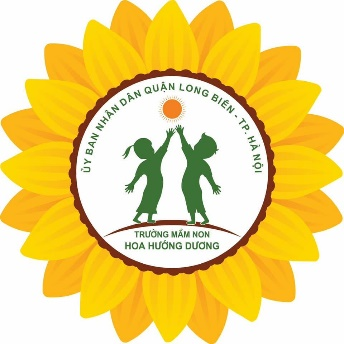 ỦY BAN NHÂN DÂN QUẬN LONG BIÊN - TP. HÀ NỘI
TRƯỜNG MẦM NON
HOA HƯỚNG DƯƠNG